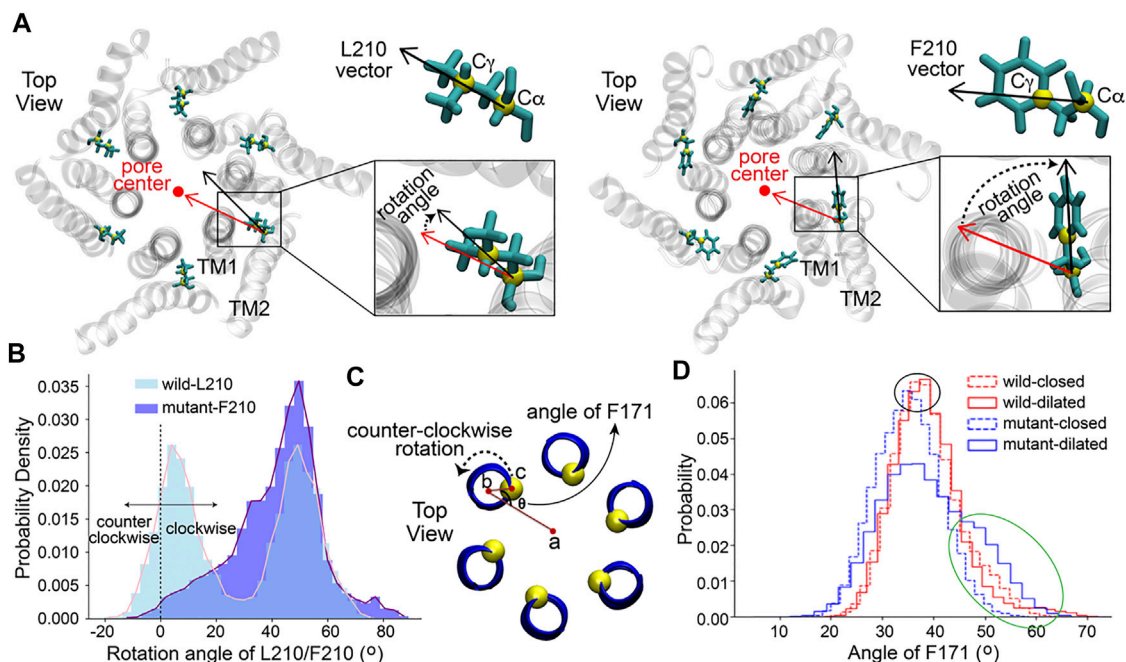 A
Top
View
L210
vector
Cγ
Cα
pore
center
rotation
angle
TM1
TM2
Top
View
F210
vector
Cγ
Cα
pore
center
rotation
angle
TM1
TM2
B
wild-L210
mutant-F210
counter
clockwise
clockwise
Probability Density
0.035
0.030
0.025
0.020
0.015
0.010
0.005
0.000
-20 0 20 40 60 80
Rotation angle of L210/F210 (o)
C
angle of F171
counter-clockwise
rotation
b
c
θ
a
Top
View
D
wild-closed
wild-dilated
mutant-closed
mutant-dilated
Probability
0.06
0.05
0.04
0.03
0.02
0.01
0.00
10 20 30 40 50 60 70
Angle of F171 (o)